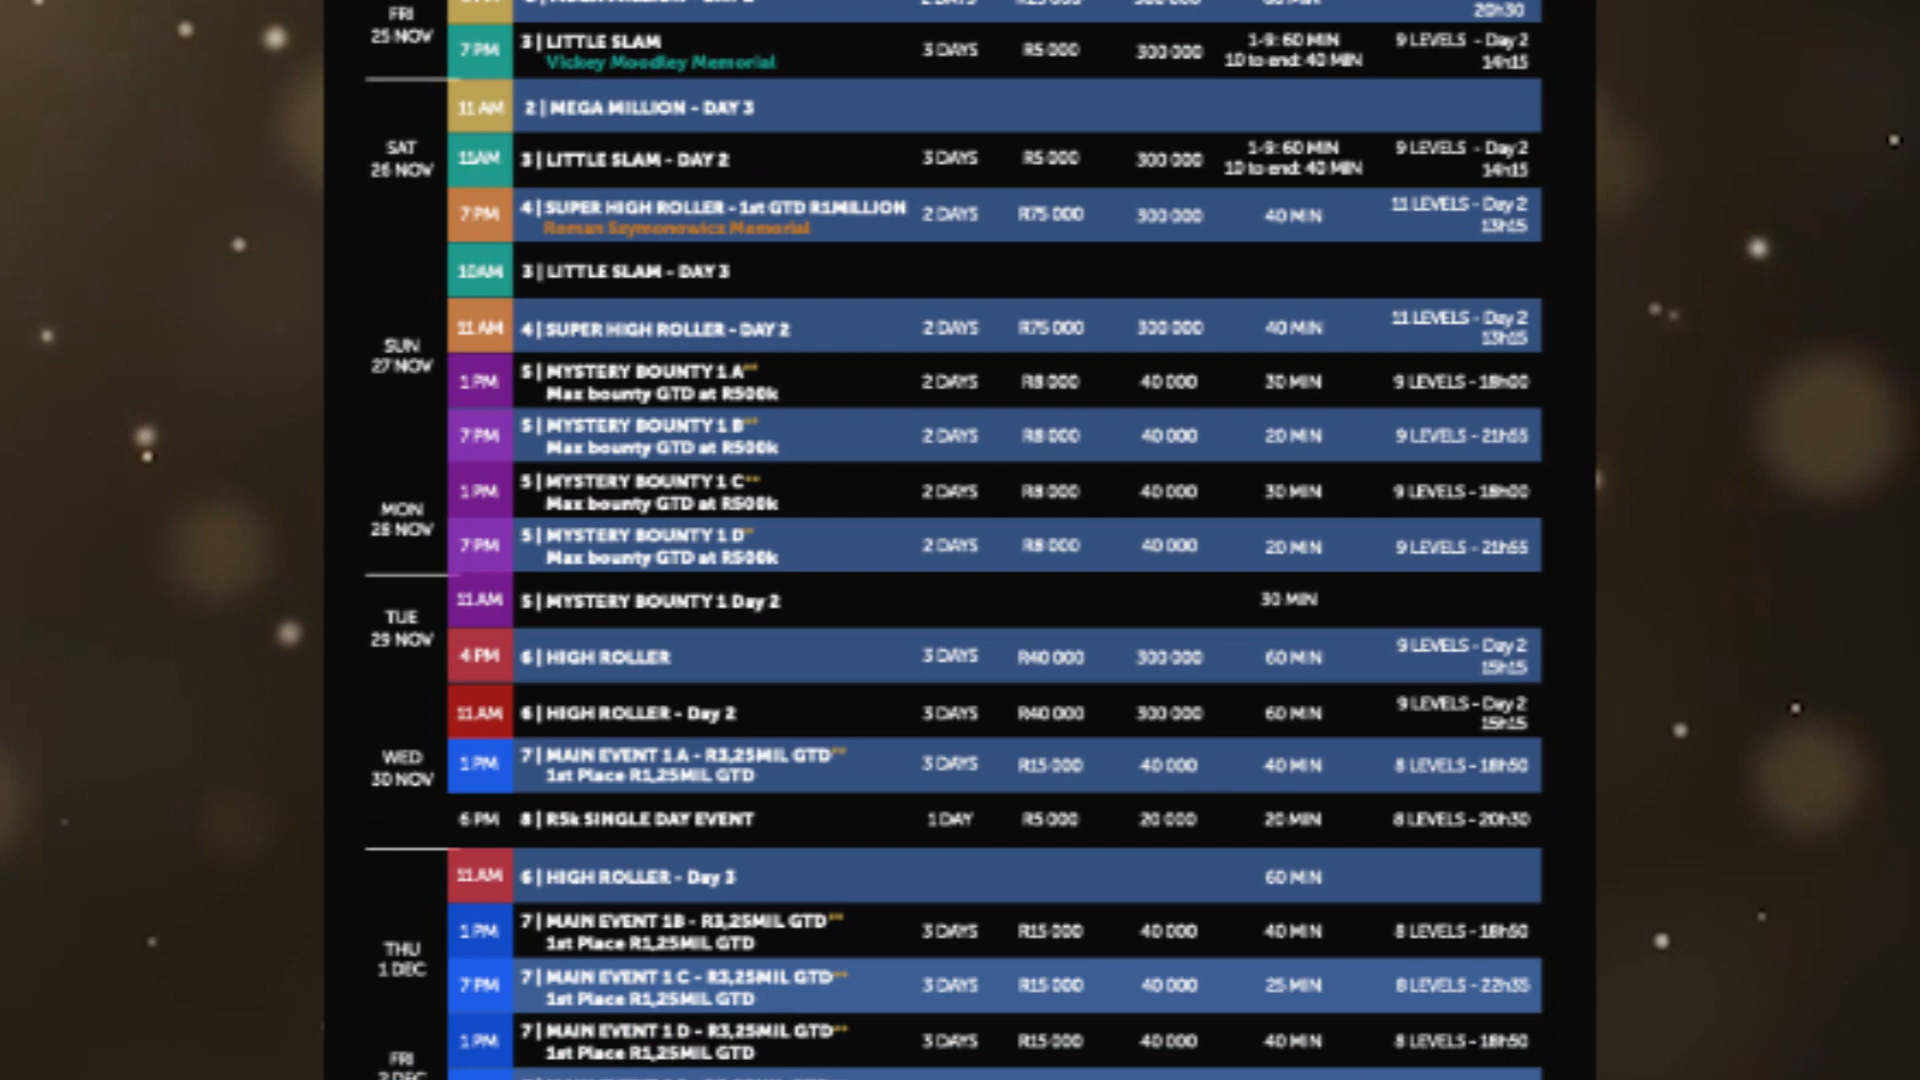 FRI
25 NOV
20h30
7 PM 3 | LITTLE SLAM 3 DAYS R5 000 300 000 1-9: 60 MIN 9 LEVELS - Day 2
Vickey Moodley Memorial 10 to end: 40 MIN 14h15
11 AM 2 | MEGA MILLION - DAY 3
SAT
26 NOV
11AM 3 | LITTLE SLAM - DAY 2 3 DAYS R5 000 300 000 1-9: 60 MIN 9 LEVELS - Day 2
10 to end: 40 MIN 14h15
7 PM 4 | SUPER HIGH ROLLER - 1st GTD R1MILLION 2 DAYS R75 000 300 000 40 MIN 11 LEVELS - Day 2
Roman Szymonowicz Memorial 13h15
10AM 3 | LITTLE SLAM - DAY 3
SUN
27 NOV
11 AM 4 | SUPER HIGH ROLLER - DAY 2 2 DAYS R75 000 300 000 40 MIN 11 LEVELS - Day 2
13h15
1 PM 5 | MYSTERY BOUNTY 1 A** 2 DAYS R8 000 40 000 30 MIN 9 LEVELS - 18h00
Max bounty GTD at R500k
7 PM 5 | MYSTERY BOUNTY 1 B** 2 DAYS R8 000 40 000 20 MIN 9 LEVELS - 21h55
Max bounty GTD at R500k
MON
28 NOV
1 PM 5 | MYSTERY BOUNTY 1 C** 2 DAYS R8 000 40 000 30 MIN 9 LEVELS - 18h00
Max bounty GTD at R500k
7 PM 5 | MYSTERY BOUNTY 1 D** 2 DAYS R8 000 40 000 20 MIN 9 LEVELS - 21h55
Max bounty GTD at R500k
TUE
29 NOV
11 AM 5 | MYSTERY BOUNTY 1 Day 2 30 MIN
4 PM 6 | HIGH ROLLER 3 DAYS R40 000 300 000 60 MIN 9 LEVELS - Day 2
15h15
11 AM 6 | HIGH ROLLER - Day 2 3 DAYS R40 000 300 000 60 MIN 9 LEVELS - Day 2
15h15
WED
30 NOV
1 PM 7 | MAIN EVENT 1 A - R3,25MIL GTD** 3 DAYS R15 000 40 000 40 MIN 8 LEVELS - 18h50
1st Place R1,25MIL GTD
6 PM 8 | R5k SINGLE DAY EVENT 1 DAY R5 000 20 000 20 MIN 8 LEVELS - 20h30
11 AM 6 | HIGH ROLLER - Day 3 60 MIN
THU
1 DEC
1 PM 7 | MAIN EVENT 1B - R3,25MIL GTD** 3 DAYS R15 000 40 000 40 MIN 8 LEVELS - 18h50
1st Place R1,25MIL GTD
7 PM 7 | MAIN EVENT 1 C - R3,25MIL GTD** 3 DAYS R15 000 40 000 25 MIN 8 LEVELS - 22h35
1st Place R1,25MIL GTD
FRI
2 DEC
1 PM 7 | MAIN EVENT 1 D - R3,25MIL GTD** 3 DAYS R15 000 40 000 40 MIN 8 LEVELS - 18h50
1st Place R1,25MIL GTD